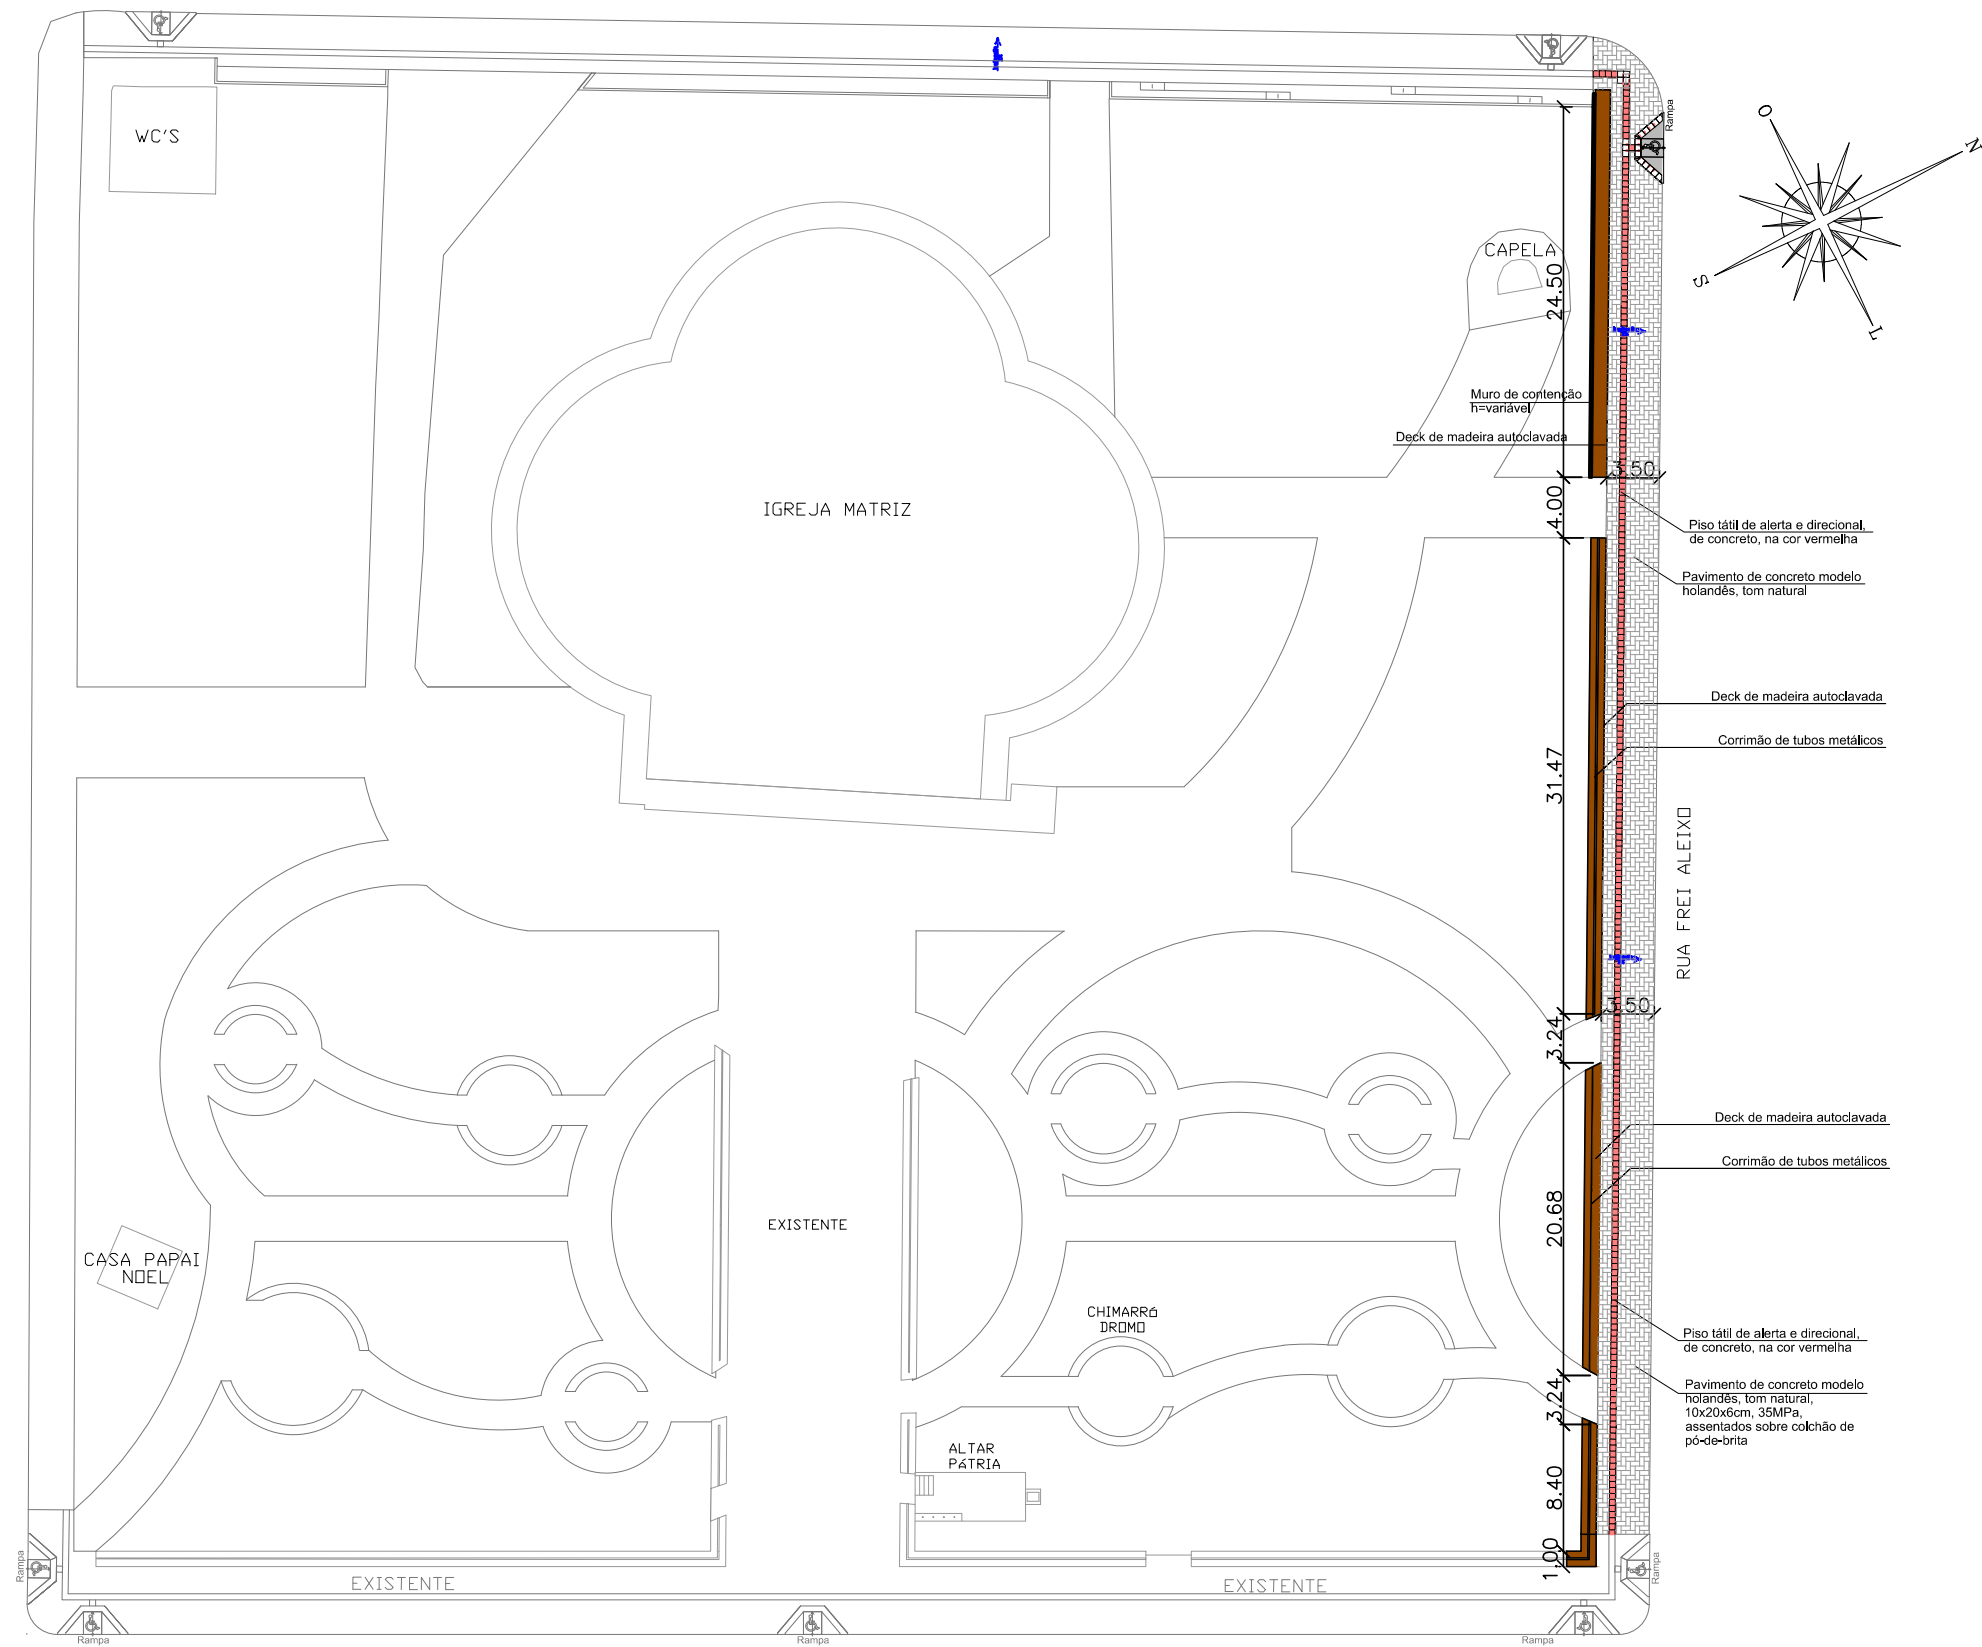 WC'S
Rampa
O
N
S
L
CAPELA
24.50
Muro de contenção
h=variável
Deck de madeira autoclavada
3.50
4.00
IGREJA MATRIZ
Piso tátil de alerta e direcional,
de concreto, na cor vermelha
Pavimento de concreto modelo
holandês, tom natural
Deck de madeira autoclavada
Corrimão de tubos metálicos
31.47
RUA FREI ALEIXO
3.50
3.24
Deck de madeira autoclavada
Corrimão de tubos metálicos
20.68
EXISTENTE
CASA PAPAI
NOEL
CHIMARRó
DROMO
Piso tátil de alerta e direcional,
de concreto, na cor vermelha
Pavimento de concreto modelo
holandês, tom natural,
10x20x6cm, 35MPa,
assentados sobre colchão de
pó-de-brita
3.24
ALTAR
PáTRIA
8.40
1.00
Rampa
EXISTENTE
EXISTENTE
Rampa
Rampa
Rampa
Rampa